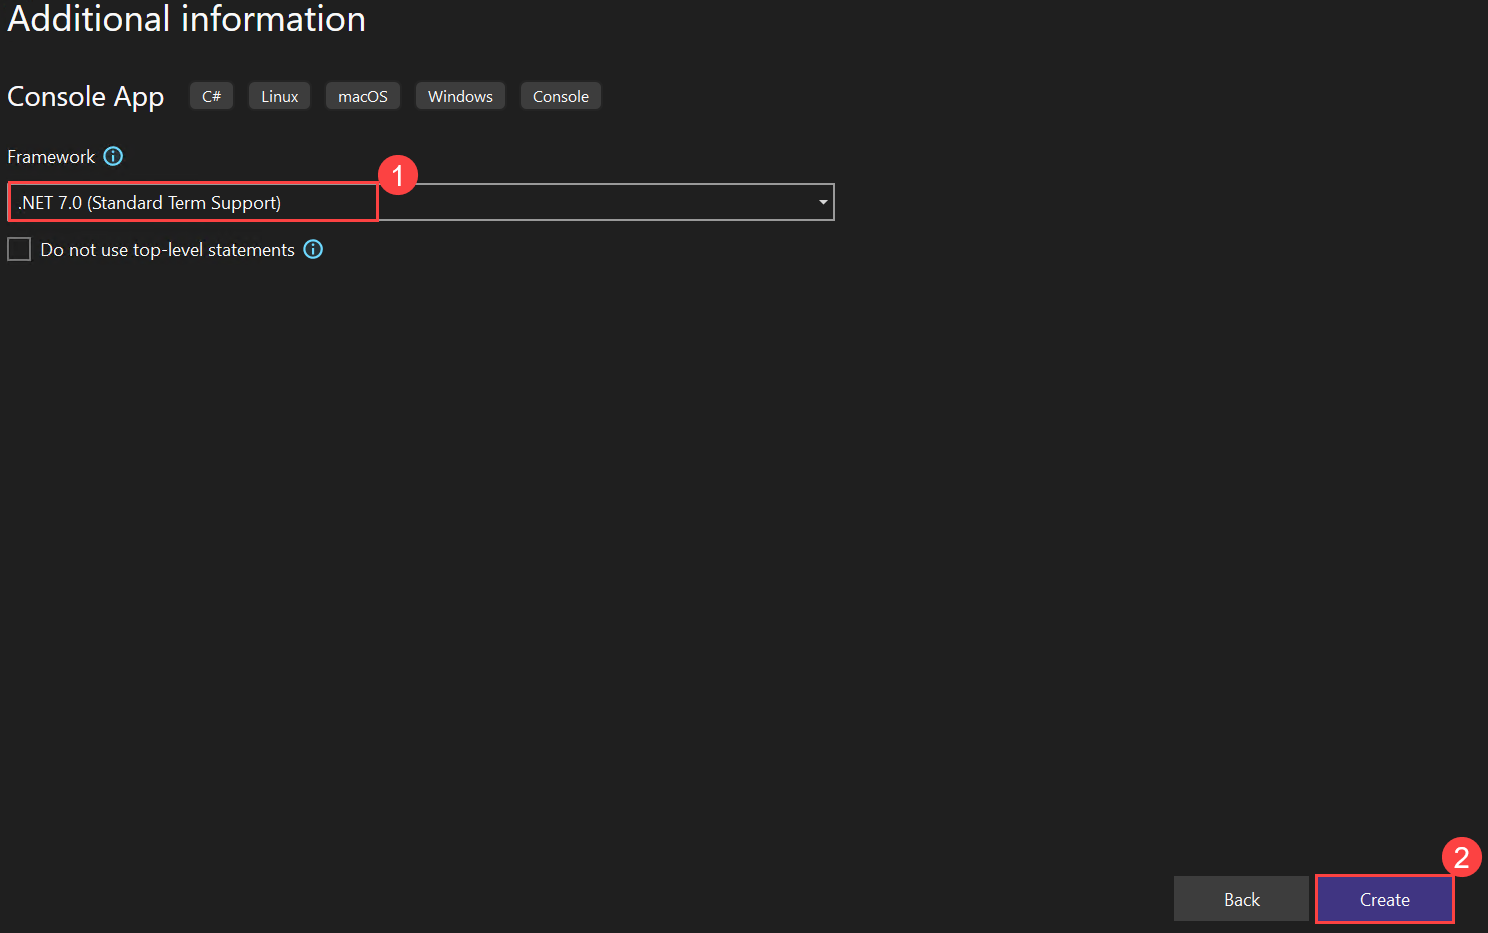 Additional information
Console App C# Linux macOS Windows Console
Framework
1
.NET 7.0 (Standard Term Support)
Do not use top-level statements
2
Back Create